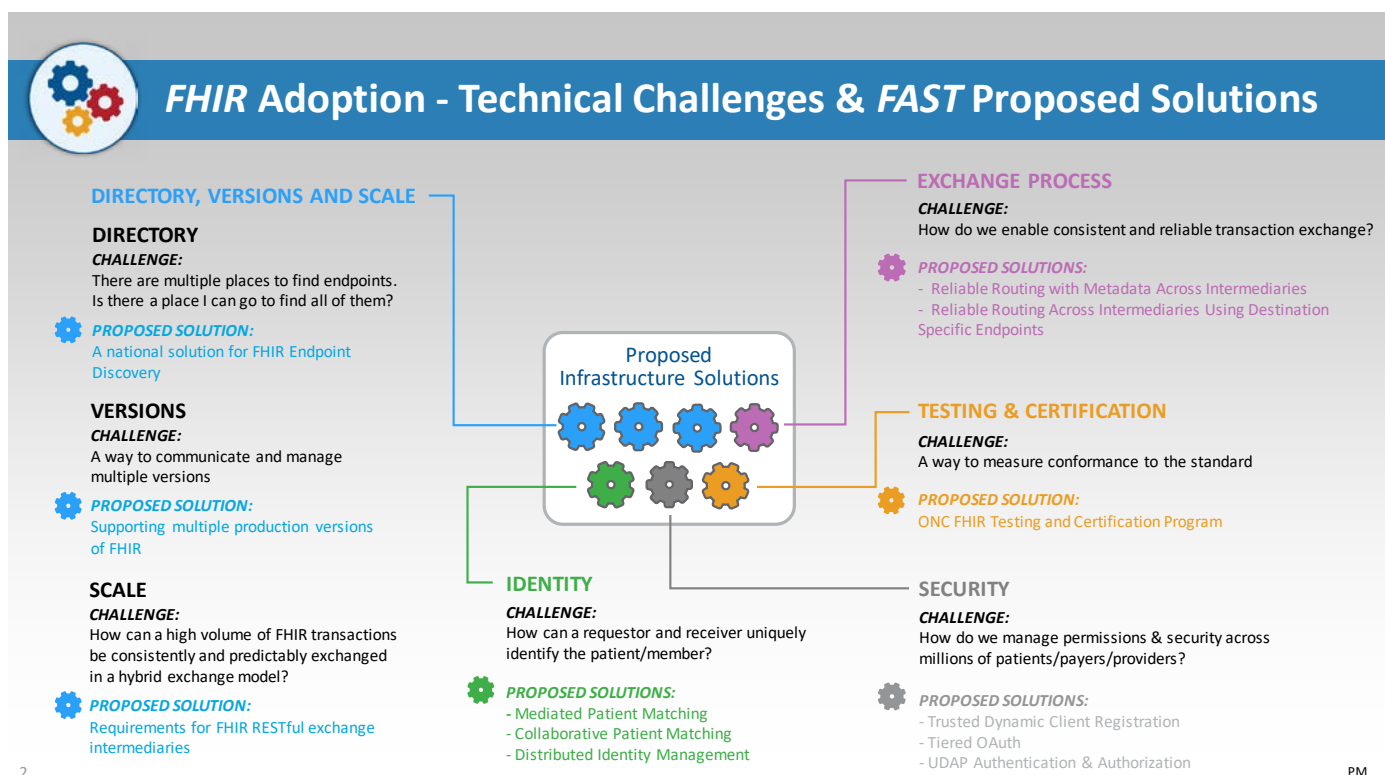 FHIR Adoption - Technical Challenges & FAST Proposed Solutions
DIRECTORY, VERSIONS AND SCALE
DIRECTORY
CHALLENGE:
There are multiple places to find endpoints.
Is there a place I can go to find all of them?
PROPOSED SOLUTION:
A national solution for FHIR Endpoint
Discovery
VERSIONS
CHALLENGE:
A way to communicate and manage
multiple versions
PROPOSED SOLUTION:
Supporting multiple production versions
of FHIR
SCALE
CHALLENGE:
How can a high volume of FHIR transactions
be consistently and predictably exchanged
in a hybrid exchange model?
PROPOSED SOLUTION:
Requirements for FHIR RESTful exchange
intermediaries
Proposed
Infrastructure Solutions
IDENTITY
CHALLENGE:
How can a requestor and receiver uniquely
identify the patient/member?
PROPOSED SOLUTIONS:
- Mediated Patient Matching
- Collaborative Patient Matching
- Distributed Identity Management
EXCHANGE PROCESS
CHALLENGE:
How do we enable consistent and reliable transaction exchange?
PROPOSED SOLUTIONS:
- Reliable Routing with Metadata Across Intermediaries
- Reliable Routing Across Intermediaries Using Destination
Specific Endpoints
TESTING & CERTIFICATION
CHALLENGE:
A way to measure conformance to the standard
PROPOSED SOLUTION:
ONC FHIR Testing and Certification Program
SECURITY
CHALLENGE:
How do we manage permissions & security across
millions of patients/payers/providers?
PROPOSED SOLUTIONS:
- Trusted Dynamic Client Registration
- Tiered OAuth
- UDAP Authentication & Authorization
2
PM